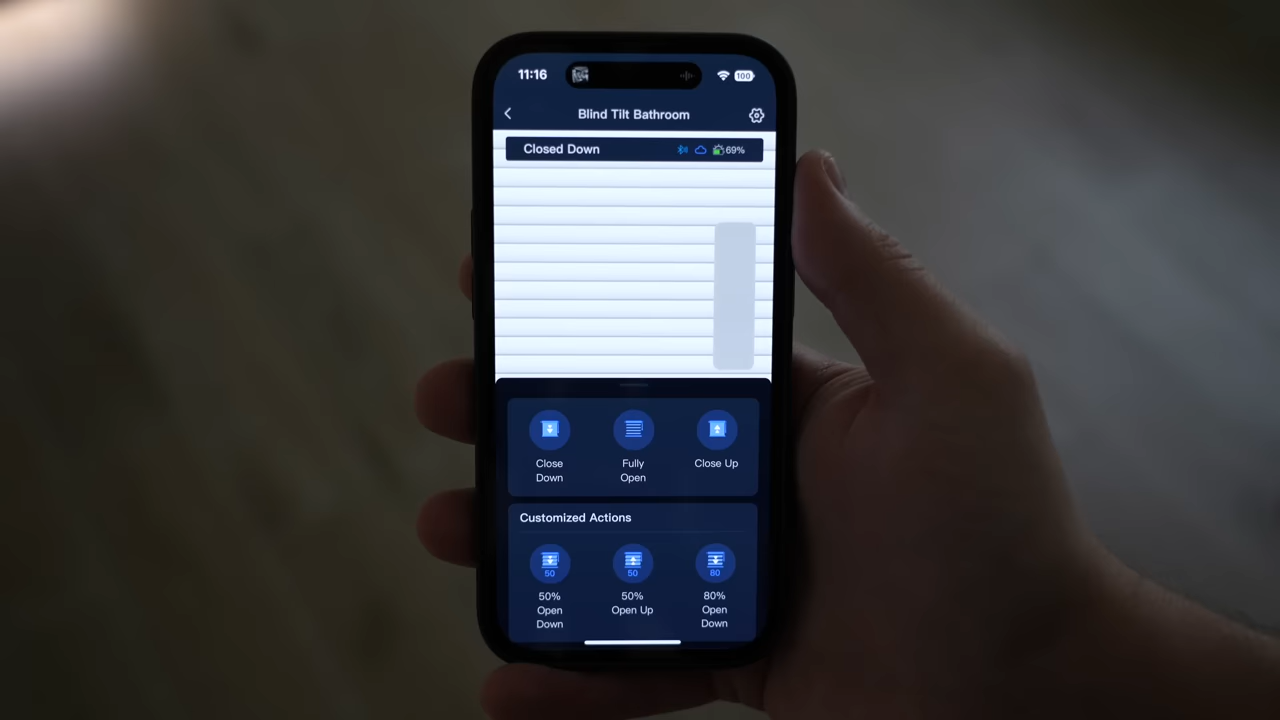 11:16
100
Blind Tilt Bathroom
Closed Down
69%
Close
Down
Fully
Open
Close Up
Customized Actions
50
50
80
50%
Open
Down
50%
Open Up
80%
Open
Down